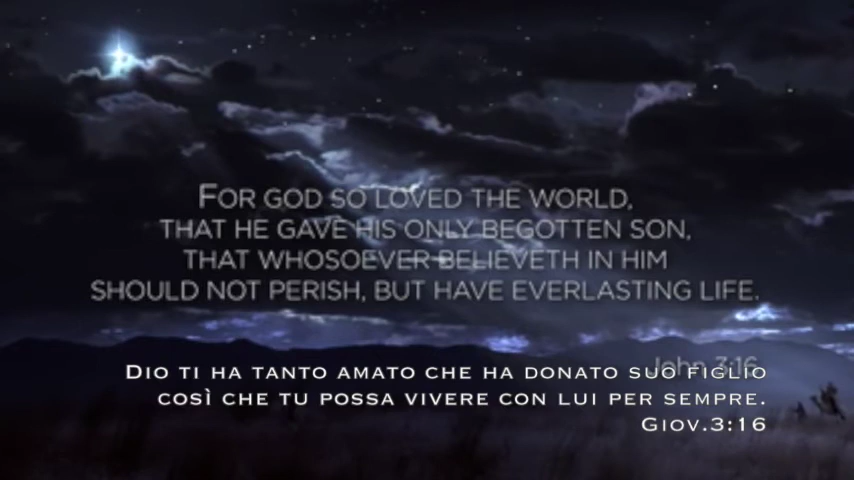 FOR GOD SO LOVED THE WORLD,
THAT HE GAVE HIS ONLY BEGOTTEN SON,
THAT WHOSOEVER BELIEVETH IN HIM
SHOULD NOT PERISH, BUT HAVE EVERLASTING LIFE.
John 3:16
DIO TI HA TANTO AMATO CHE HA DONATO SUO FIGLIO
COSÌ CHE TU POSSA VIVERE CON LUI PER SEMPRE.
GIOV.3:16